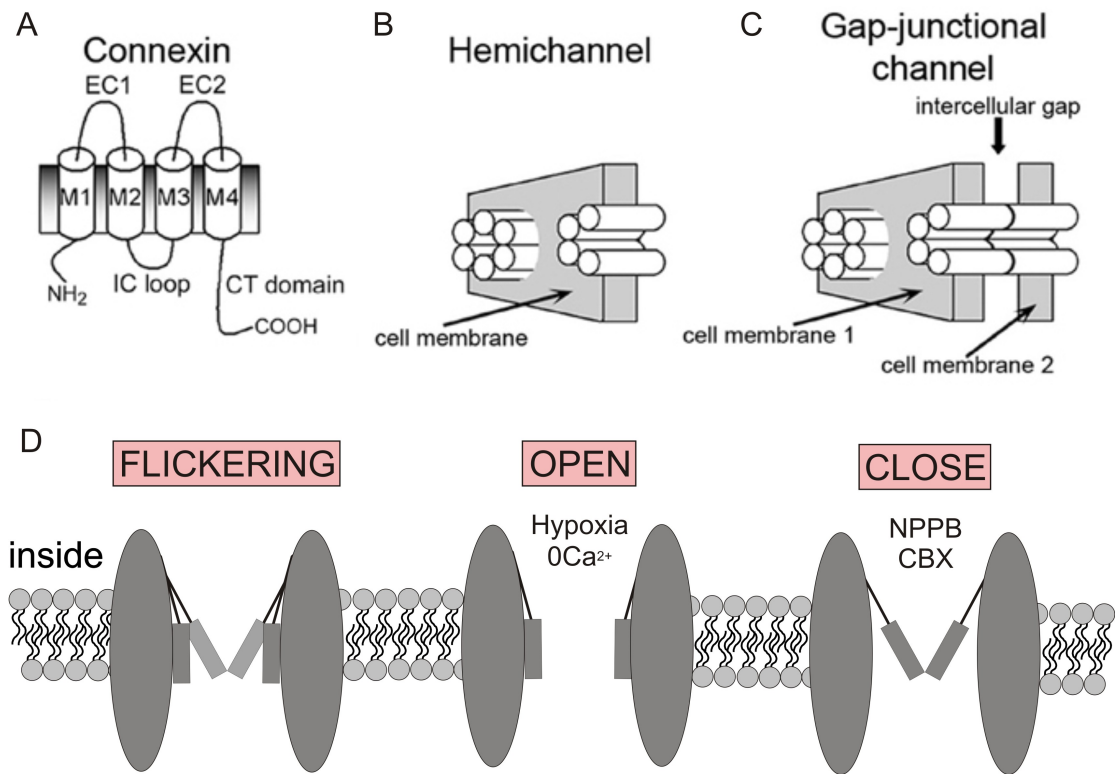 A
Connexin
EC1 EC2
M1 M2 M3 M4
NH₂
IC loop
CT domain
COOH
B
Hemichannel
cell membrane
C
Gap-junctional
channel
intercellular gap
cell membrane 1
cell membrane 2
D
FLICKERING
OPEN
CLOSE
inside
Hypoxia
0Ca²⁺
NPPB
CBX